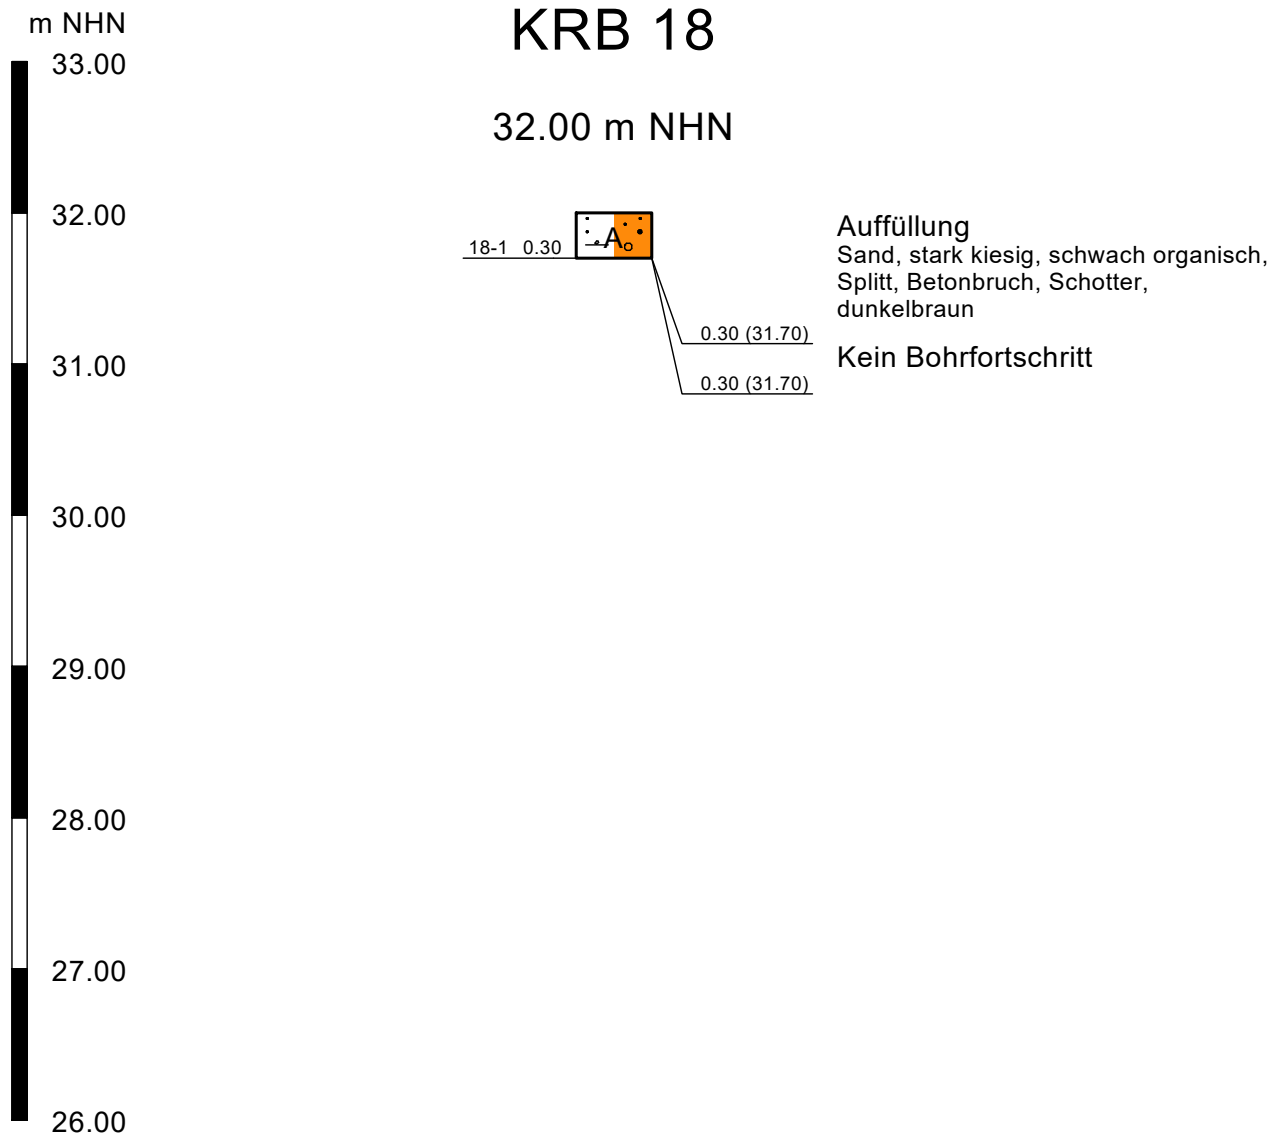 m NHN
KRB 18
33.00
32.00 m NHN
32.00
A
18-1 0.30
Auffüllung
Sand, stark kiesig, schwach organisch,
Splitt, Betonbruch, Schotter,
dunkelbraun
0.30 (31.70)
Kein Bohrfortschritt
31.00
0.30 (31.70)
30.00
29.00
28.00
27.00
26.00